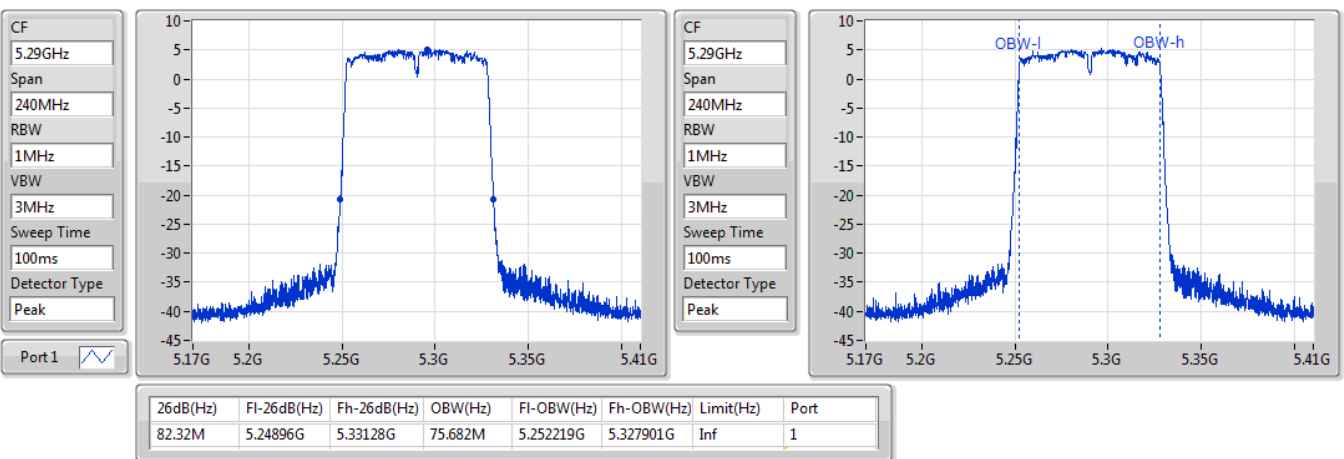 CF
5.29GHz
Span
240MHz
RBW
1MHz
VBW
3MHz
Sweep Time
100ms
Detector Type
Peak
Port 1
10
5
0
-5
-10
-15
-20
-25
-30
-35
-40
-45
5.17G 5.2G 5.25G 5.3G 5.35G 5.41G
CF
5.29GHz
Span
240MHz
RBW
1MHz
VBW
3MHz
Sweep Time
100ms
Detector Type
Peak
OBW-l OBW-h
10
5
0
-5
-10
-15
-20
-25
-30
-35
-40
-45
5.17G 5.2G 5.25G 5.3G 5.35G 5.41G
26dB(Hz) Fl-26dB(Hz) Fh-26dB(Hz) OBW(Hz) Fl-OBW(Hz) Fh-OBW(Hz) Limit(Hz) Port
82.32M 5.24896G 5.33128G 75.682M 5.252219G 5.327901G Inf 1